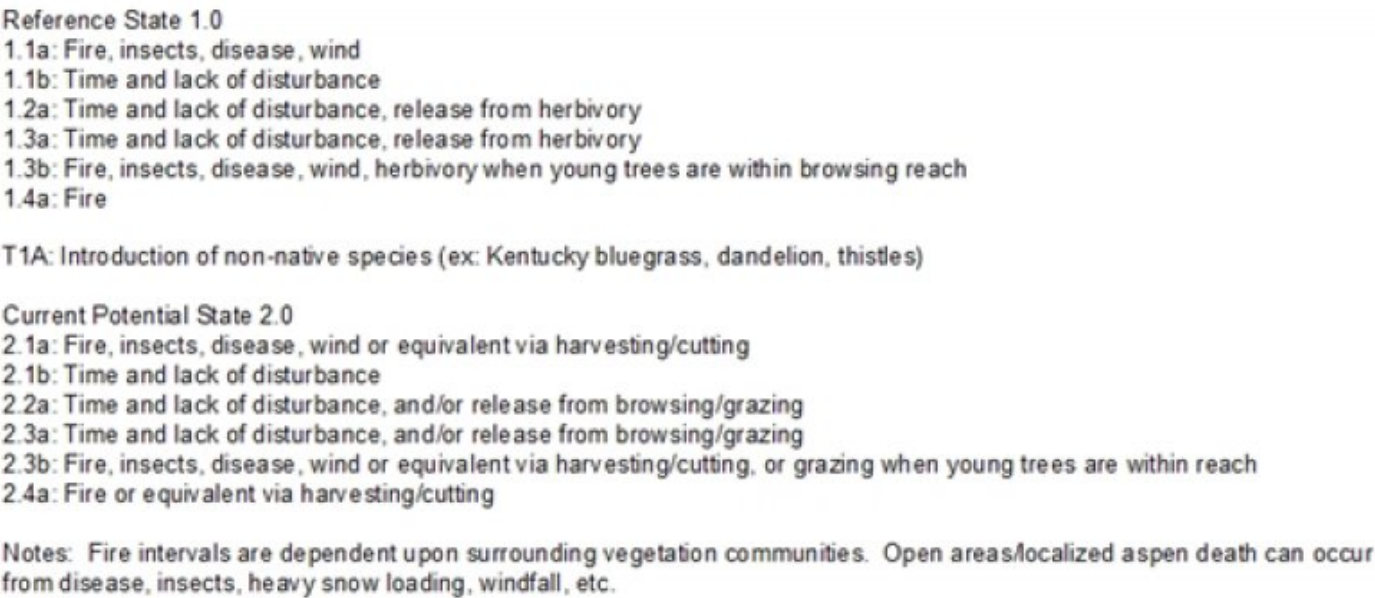 Reference State 1.0
1.1a: Fire, insects, disease, wind
1.1b: Time and lack of disturbance
1.2a: Time and lack of disturbance, release from herbivory
1.3a: Time and lack of disturbance, release from herbivory
1.3b: Fire, insects, disease, wind, herbivory when young trees are within browsing reach
1.4a: Fire
T1A: Introduction of non-native species (ex: Kentucky bluegrass, dandelion, thistles)
Current Potential State 2.0
2.1a: Fire, insects, disease, wind or equivalent via harvesting/cutting
2.1b: Time and lack of disturbance
2.2a: Time and lack of disturbance, and/or release from browsing/grazing
2.3a: Time and lack of disturbance, and/or release from browsing/grazing
2.3b: Fire, insects, disease, wind or equivalent via harvesting/cutting, or grazing when young trees are within reach
2.4a: Fire or equivalent via harvesting/cutting
Notes: Fire intervals are dependent upon surrounding vegetation communities. Open areas/localized aspen death can occur
from disease, insects, heavy snow loading, windfall, etc.